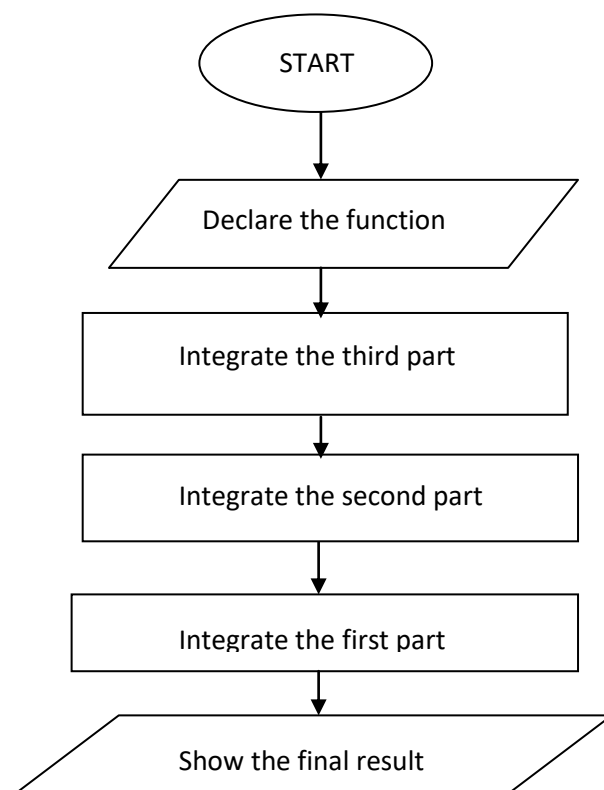 START
Declare the function
Integrate the third part
Integrate the second part
Integrate the first part
Show the final result